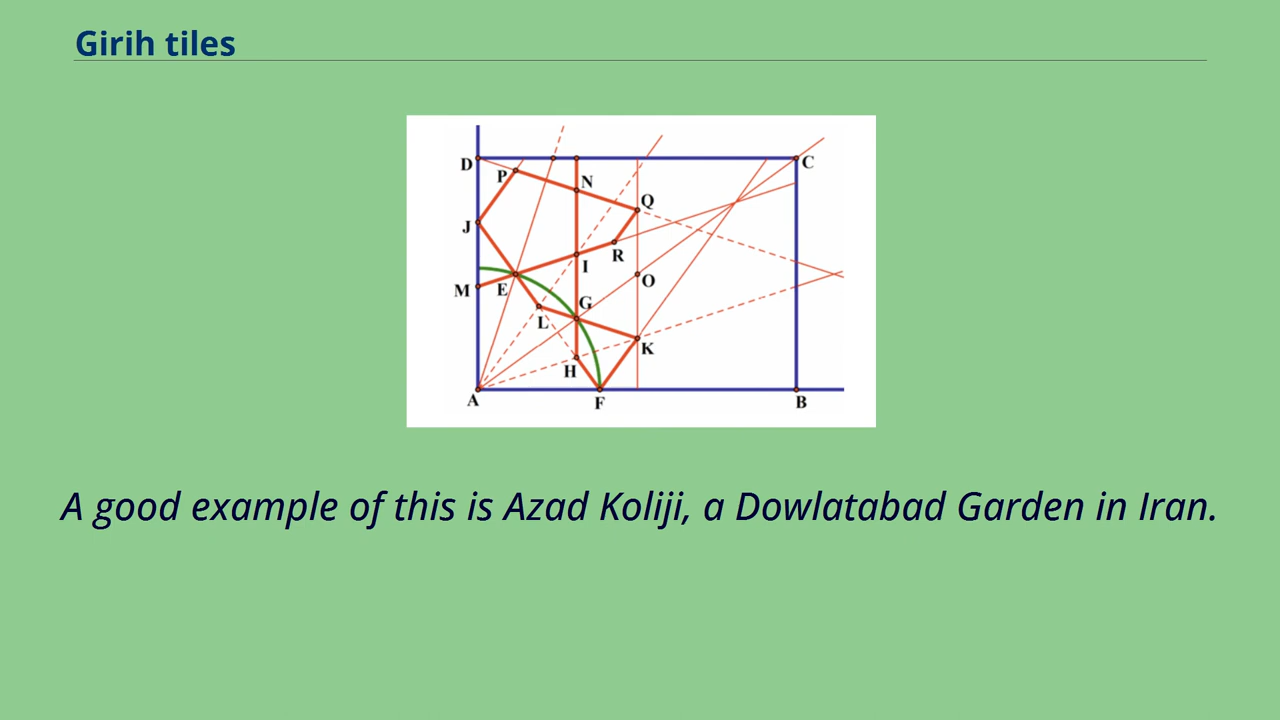 Girih tiles
D
C
P
N
Q
J
R
I
M
E
O
G
L
K
H
A
F
B
A good example of this is Azad Koliji, a Dowlatabad Garden in Iran.